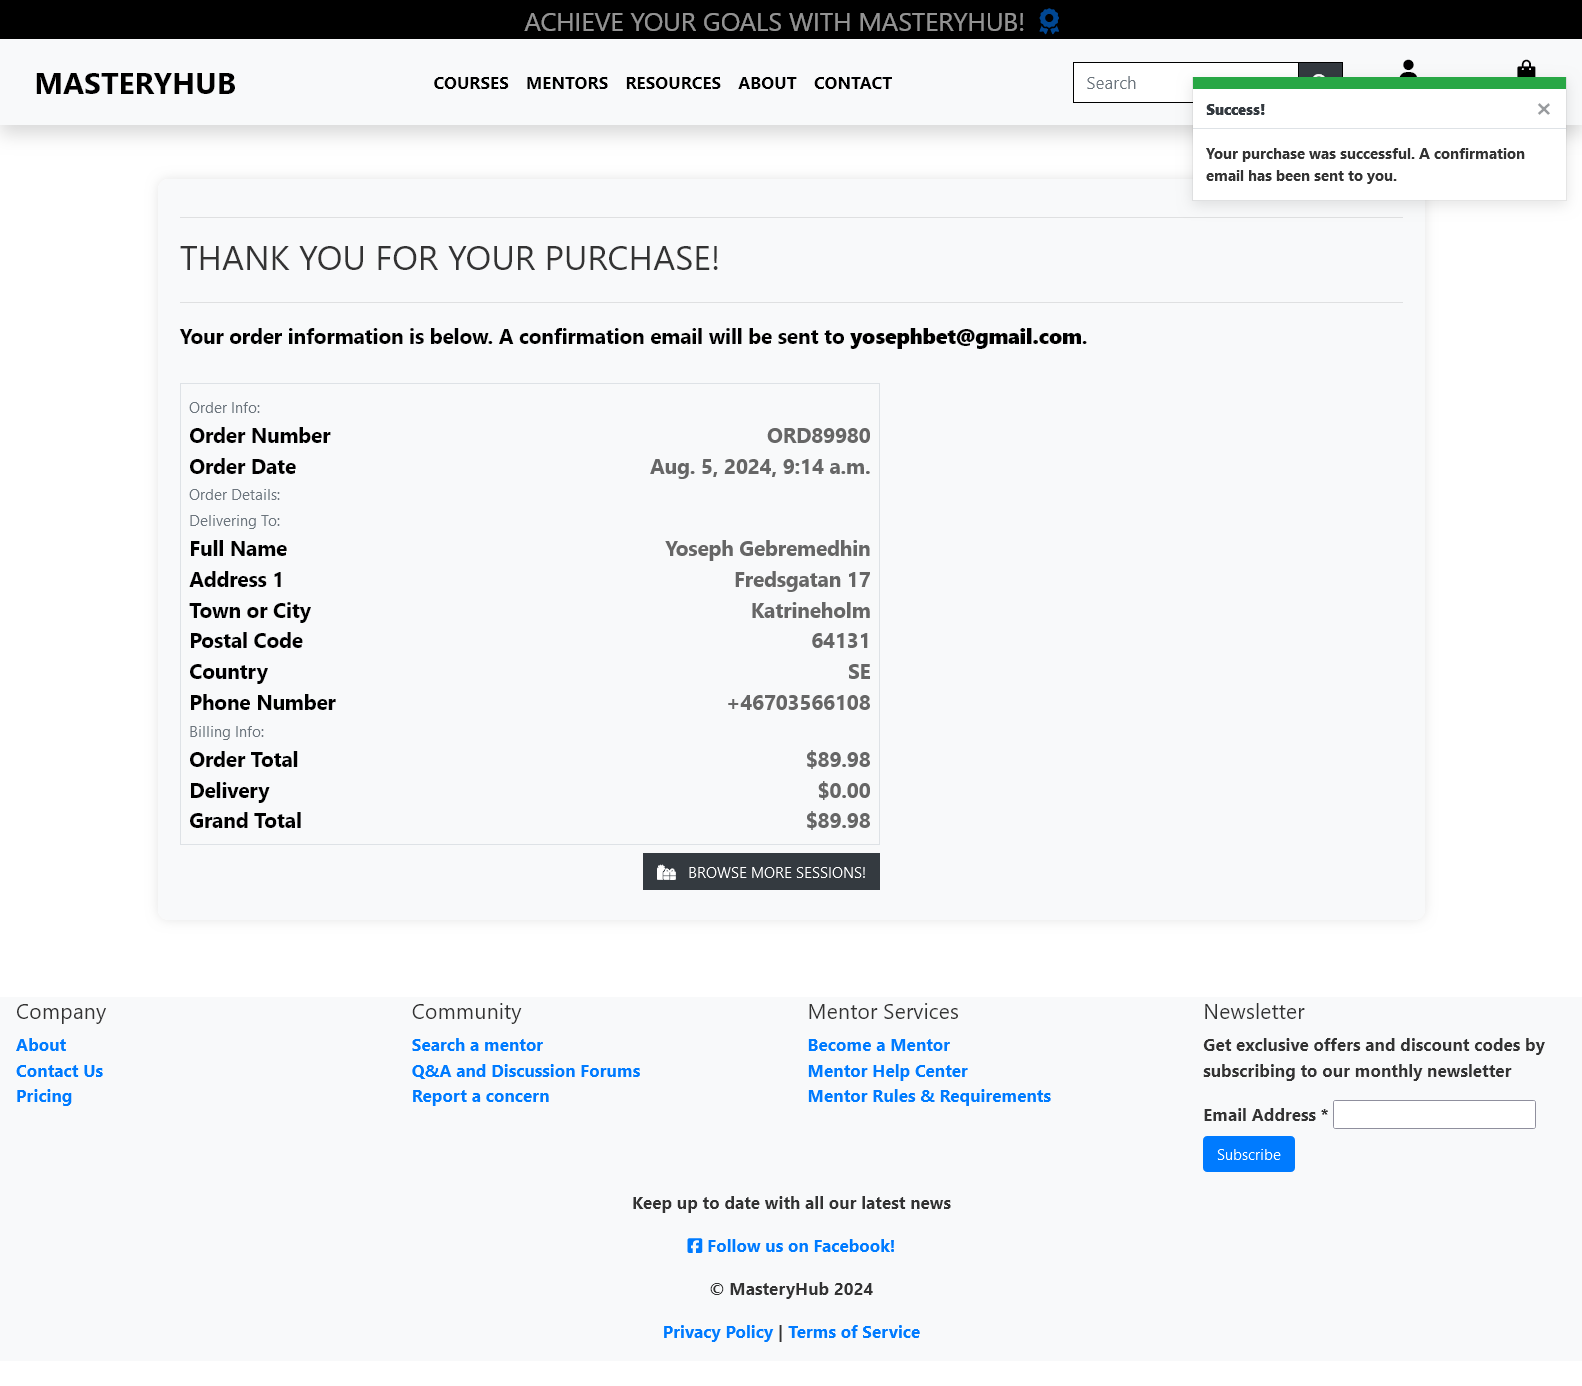 ACHIEVE YOUR GOALS WITH MASTERYHUB!
MASTERYHUB
COURSES MENTORS RESOURCES ABOUT CONTACT
Search
Success! ×
Your purchase was successful. A confirmation
email has been sent to you.
THANK YOU FOR YOUR PURCHASE!
Your order information is below. A confirmation email will be sent to yosephbet@gmail.com.
Order Info:
Order Number ORD89980
Order Date Aug. 5, 2024, 9:14 a.m.
Order Details:
Delivering To:
Full Name Yoseph Gebremedhin
Address 1 Fredsgatan 17
Town or City Katrineholm
Postal Code 64131
Country SE
Phone Number +46703566108
Billing Info:
Order Total $89.98
Delivery $0.00
Grand Total $89.98
BROWSE MORE SESSIONS!
Company
About
Contact Us
Pricing
Community
Search a mentor
Q&A and Discussion Forums
Report a concern
Mentor Services
Become a Mentor
Mentor Help Center
Mentor Rules & Requirements
Newsletter
Get exclusive offers and discount codes by
subscribing to our monthly newsletter
Email Address *
Subscribe
Keep up to date with all our latest news
Follow us on Facebook!
© MasteryHub 2024
Privacy Policy | Terms of Service